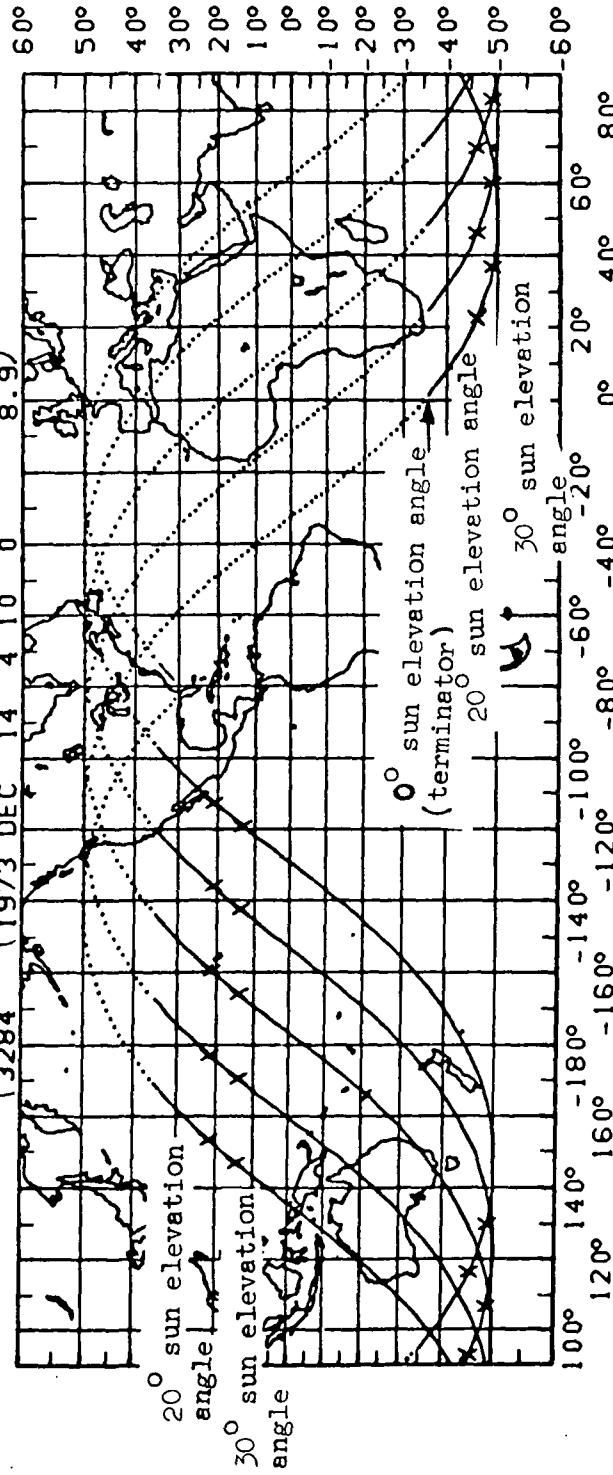 (3284 (1973 DEC 14 4 10 0 8.9)
60°
50°
40°
30°
20°
10°
0°
-10°
-20°
-30°
-40°
-50°
-60°
20° sun elevation
angle
30° sun elevation
angle
0° sun elevation angle
(terminator)
20° sun elevation angle
30° sun elevation
angle
100° 120° 140° 160° -180° -160° -140° -120° -100° -80° -60° -40° -20° 0° 20° 40° 60° 80°